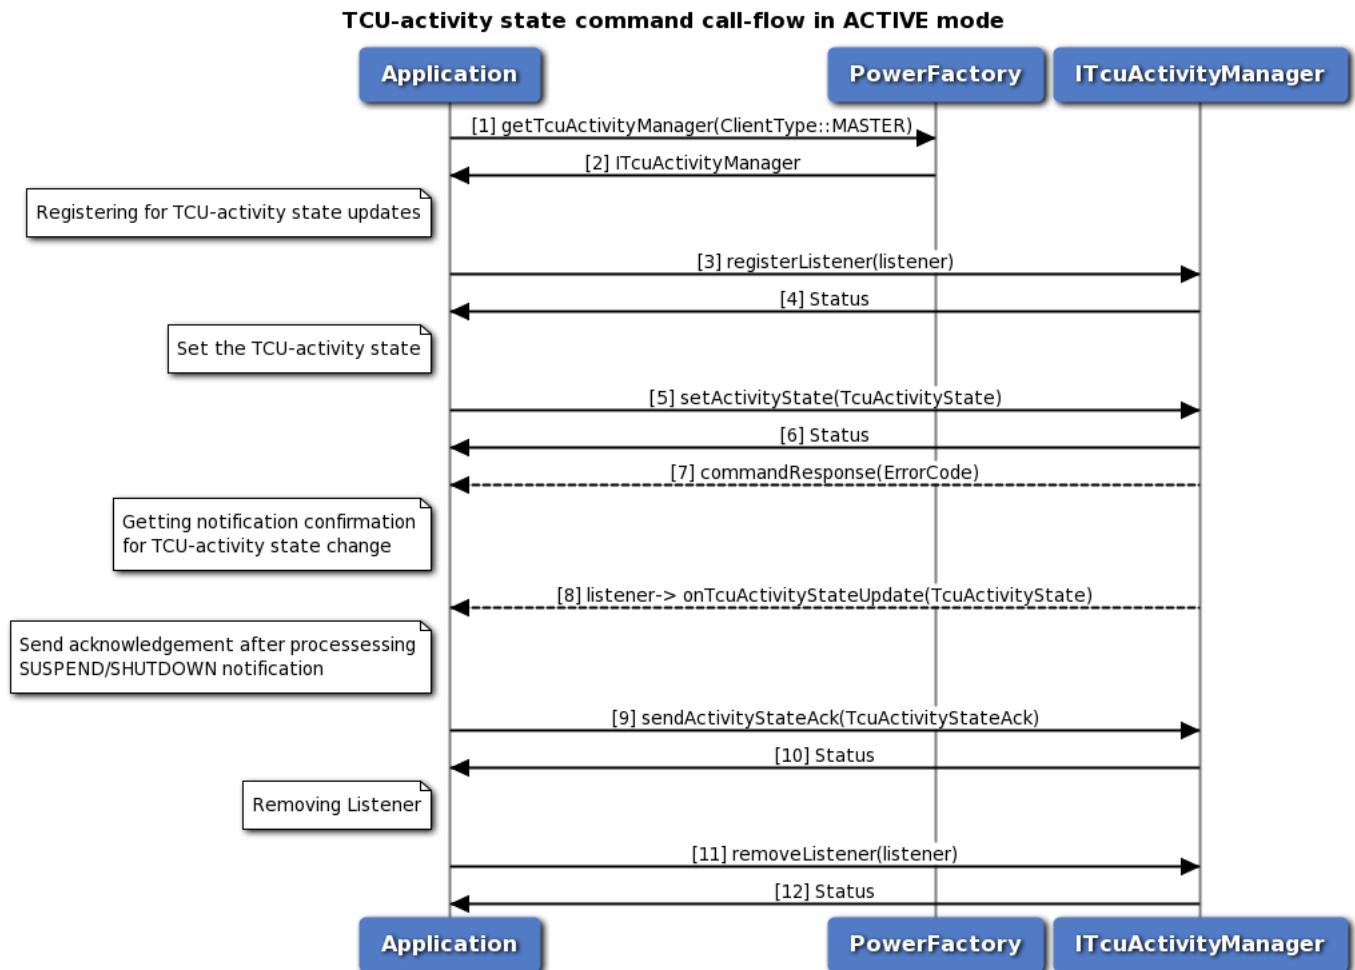 TCU-activity state command call-flow in ACTIVE mode
Application
PowerFactory
ITcuActivityManager
[1] getTcuActivityManager(ClientType::MASTER)
[2] ITcuActivityManager
Registering for TCU-activity state updates
[3] registerListener(listener)
[4] Status
Set the TCU-activity state
[5] setActivityState(TcuActivityState)
[6] Status
[7] commandResponse(ErrorCode)
Getting notification confirmation
for TCU-activity state change
[8] listener-> onTcuActivityStateUpdate(TcuActivityState)
Send acknowledgement after processessing
SUSPEND/SHUTDOWN notification
[9] sendActivityStateAck(TcuActivityStateAck)
[10] Status
Removing Listener
[11] removeListener(listener)
[12] Status
Application
PowerFactory
ITcuActivityManager